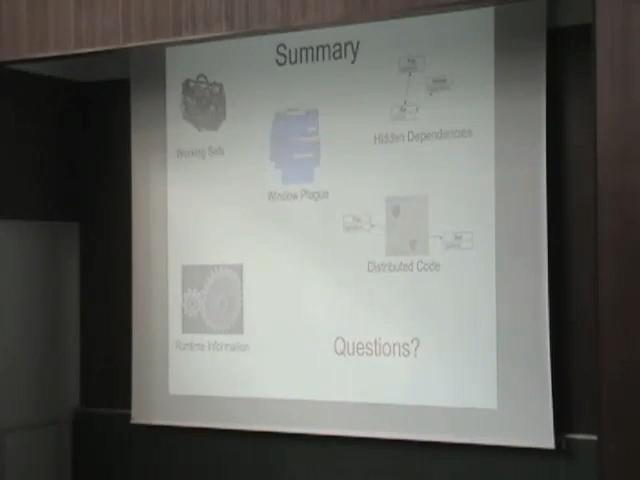 Summary
Working Sets
Window Plague
Hidden Dependencies
Distributed Code
Runtime Information
Questions?